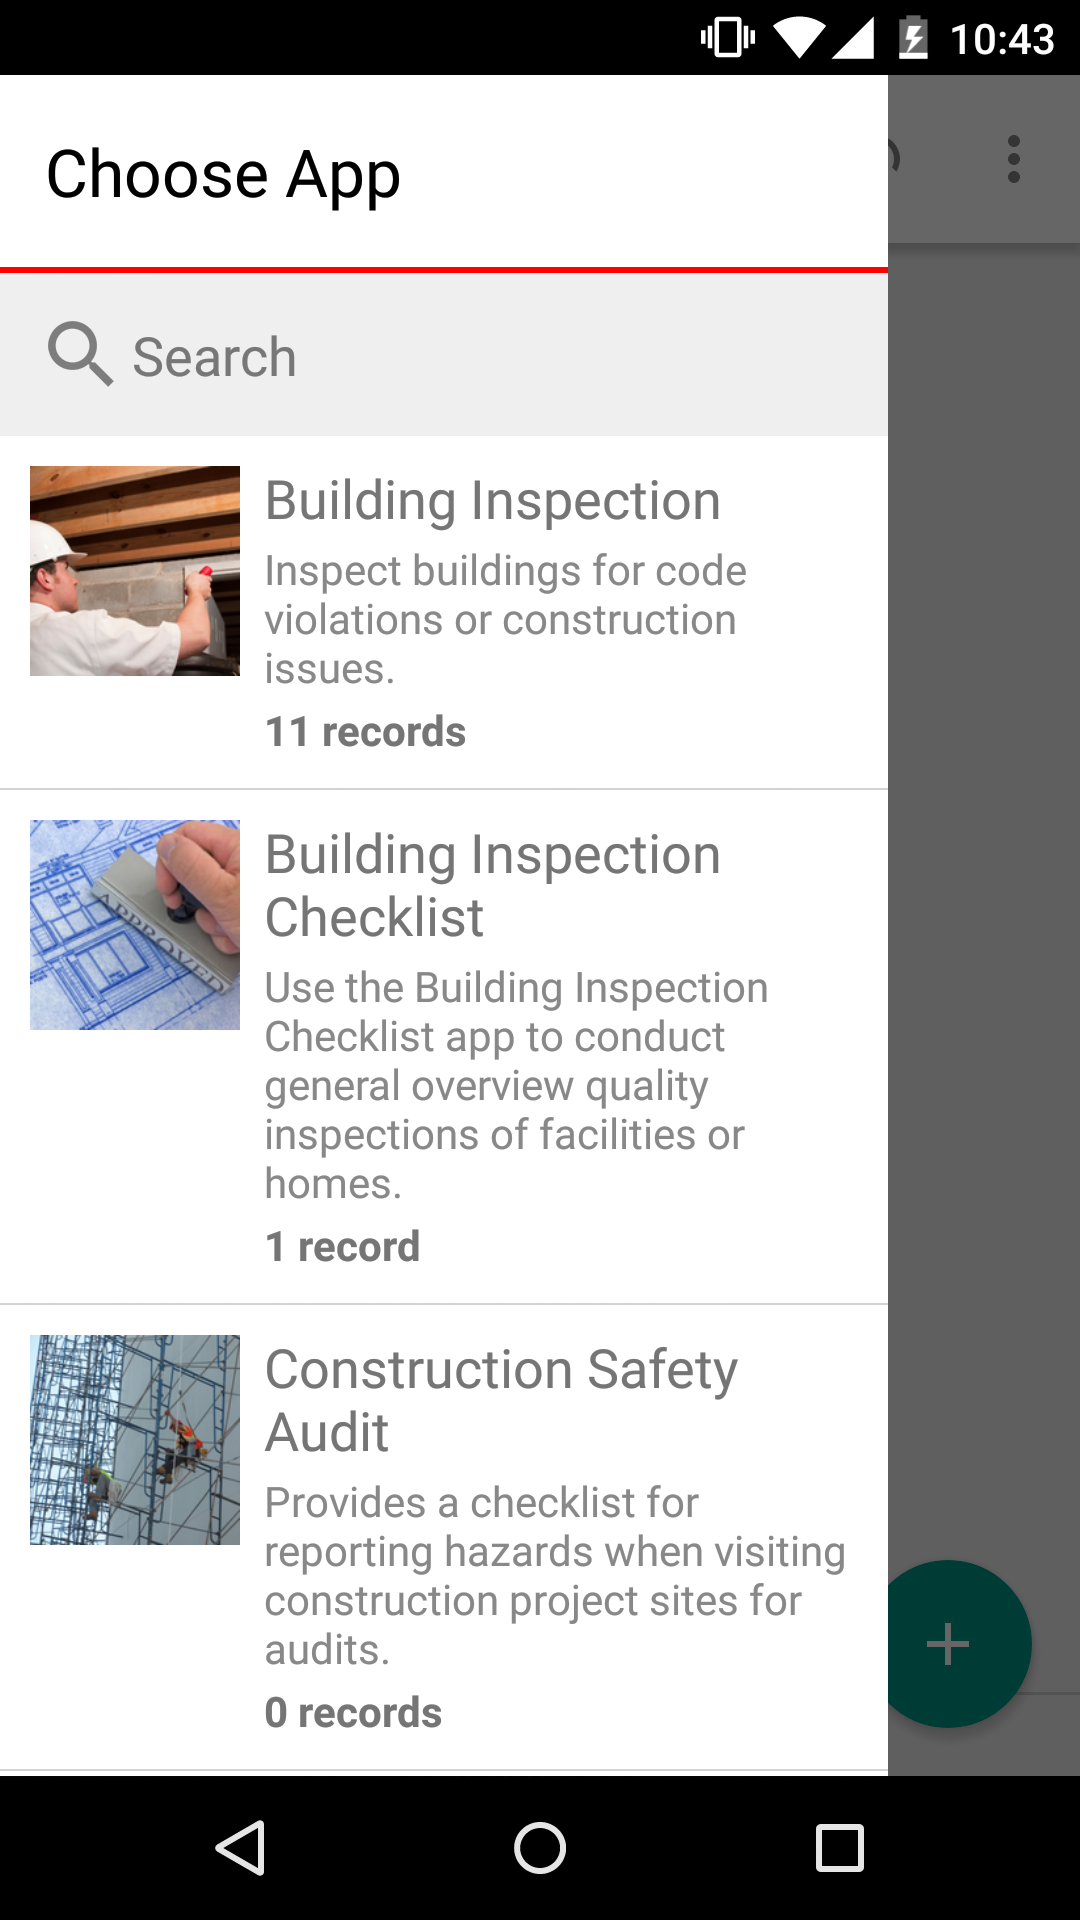 10:43
Choose App
Search
Building Inspection
Inspect buildings for code
violations or construction
issues.
11 records
APPROVED
Building Inspection
Checklist
Use the Building Inspection
Checklist app to conduct
general overview quality
inspections of facilities or
homes.
1 record
Construction Safety
Audit
Provides a checklist for
reporting hazards when visiting
construction project sites for
audits.
0 records